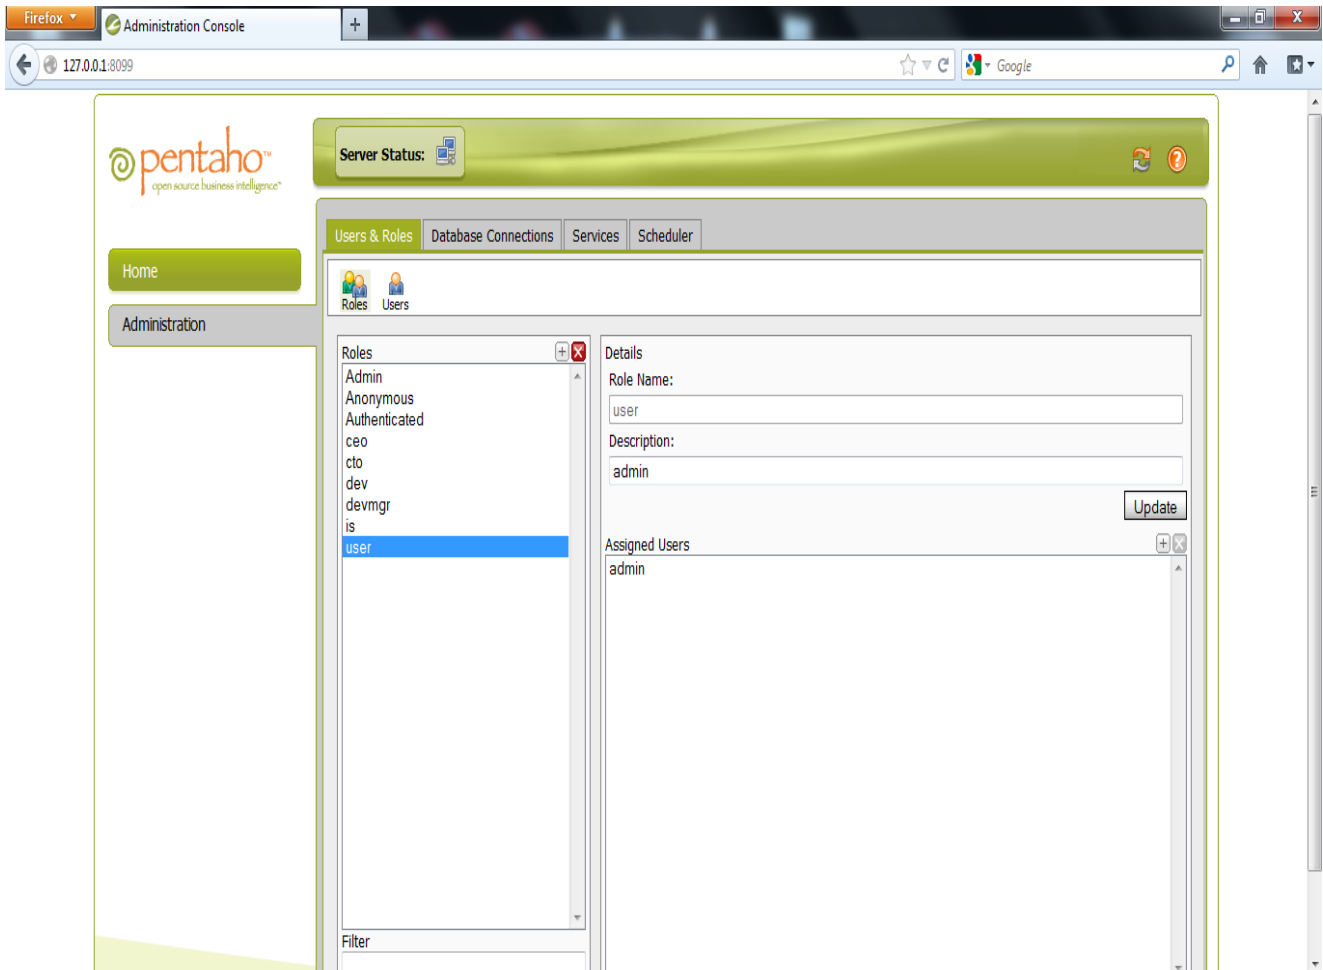 Firefox
Administration Console
127.0.0.1:8099
Google
pentaho™
open source business intelligence™
Server Status:
Home
Administration
Users & Roles
Database Connections
Services
Scheduler
Roles
Users
Roles
Admin
Anonymous
Authenticated
ceo
cto
dev
devmgr
is
user
Filter
Details
Role Name:
user
Description:
admin
Update
Assigned Users
admin